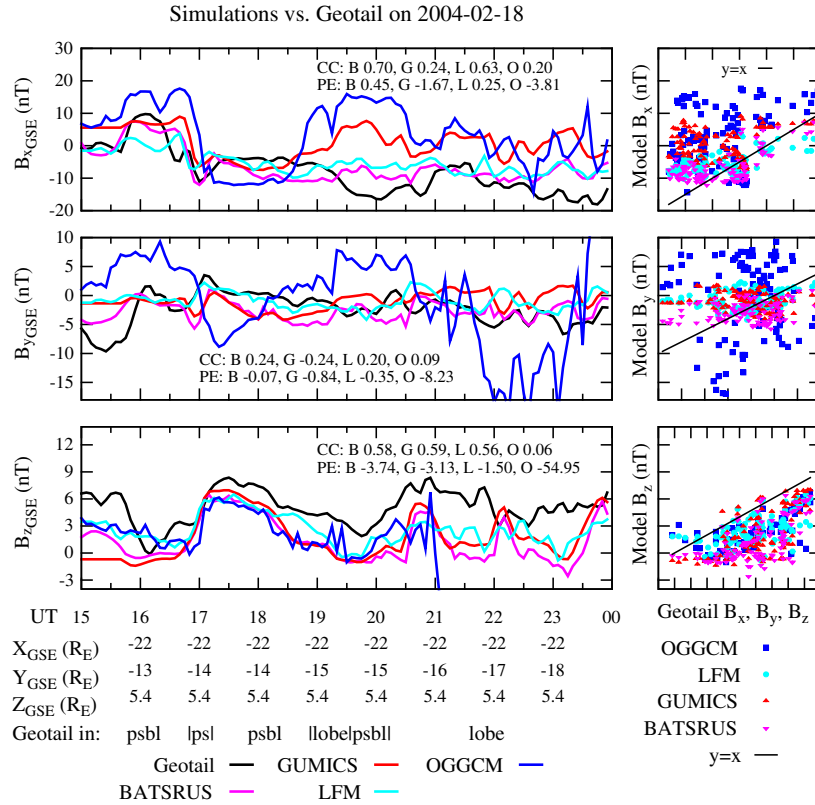 Simulations vs. Geotail on 2004-02-18
30
20
10
0
-10
-20
BxGSE (nT)
CC: B 0.70, G 0.24, L 0.63, O 0.20
PE: B 0.45, G -1.67, L 0.25, O -3.81
Model Bx (nT)
y=x
10
5
0
-5
-10
-15
ByGSE (nT)
CC: B 0.24, G -0.24, L 0.20, O 0.09
PE: B -0.07, G -0.84, L -0.35, O -8.23
Model By (nT)
12
9
6
3
0
-3
BzGSE (nT)
CC: B 0.58, G 0.59, L 0.56, O 0.06
PE: B -3.74, G -3.13, L -1.50, O -54.95
Model Bz (nT)
UT 15 16 17 18 19 20 21 22 23 00
XGSE (RE) -22 -22 -22 -22 -22 -22 -22 -22
YGSE (RE) -13 -14 -14 -15 -15 -16 -17 -18
ZGSE (RE) 5.4 5.4 5.4 5.4 5.4 5.4 5.4 5.4
Geotail in: psbl |ps| psbl ||lobe|psbl|| lobe
Geotail GUMICS OGGCM
BATSRUS LFM
Geotail Bx, By, Bz
OGGCM
LFM
GUMICS
BATSRUS
y=x